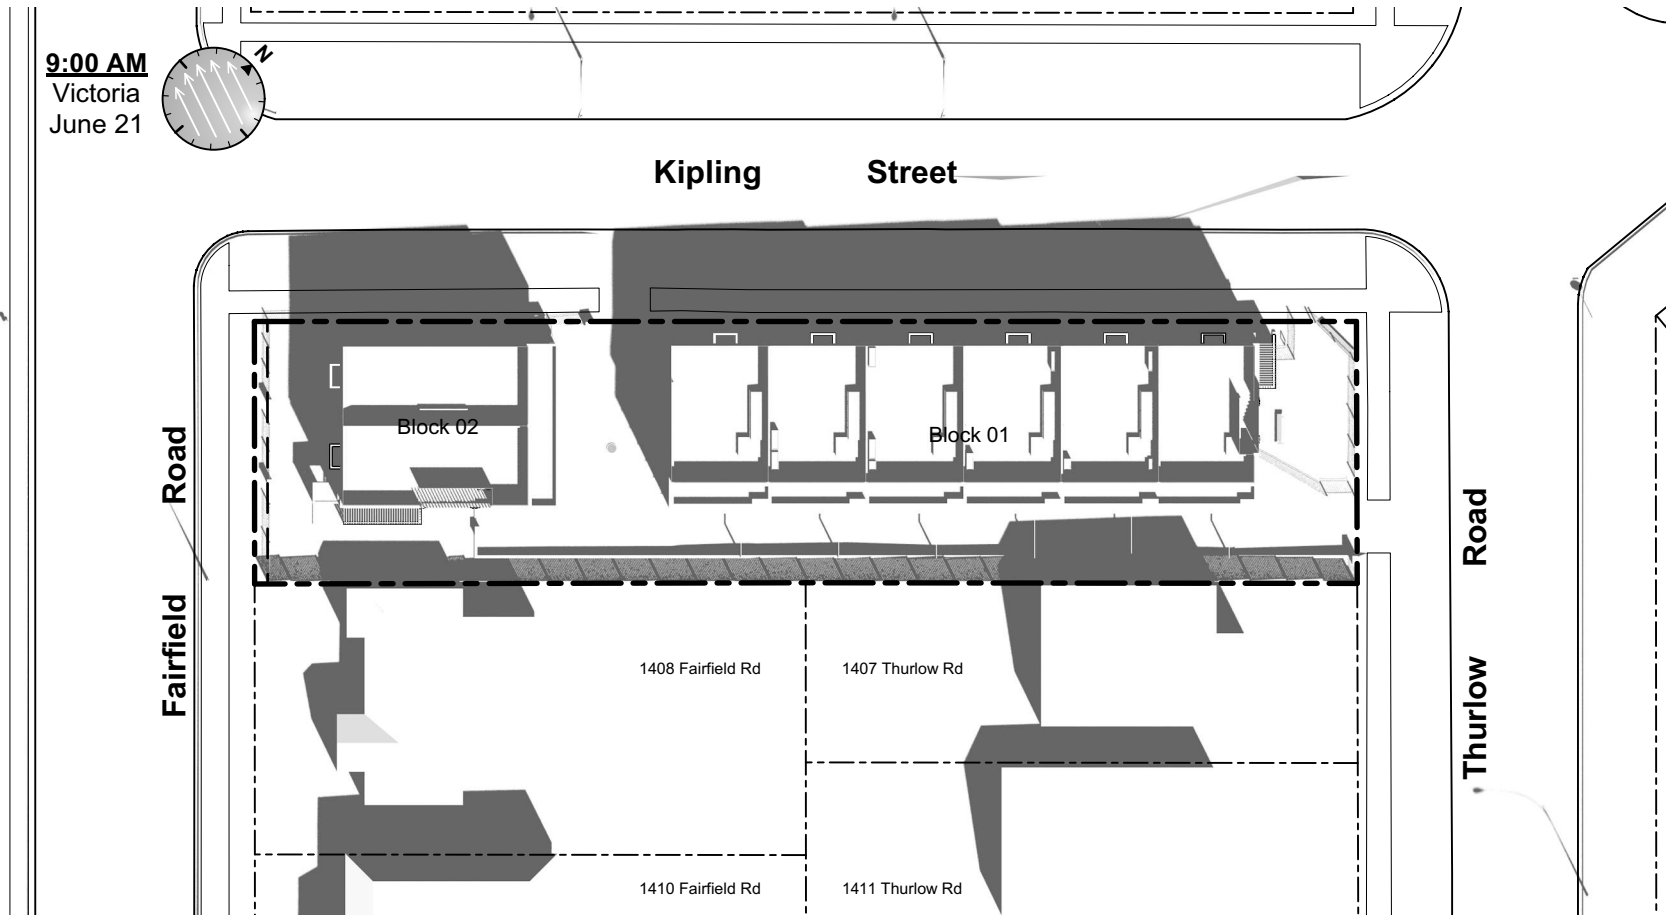 9:00 AM
Victoria
June 21
N
Kipling Street
Block 02
Block 01
Fairfield Road
Thurlow Road
1408 Fairfield Rd
1407 Thurlow Rd
1410 Fairfield Rd
1411 Thurlow Rd